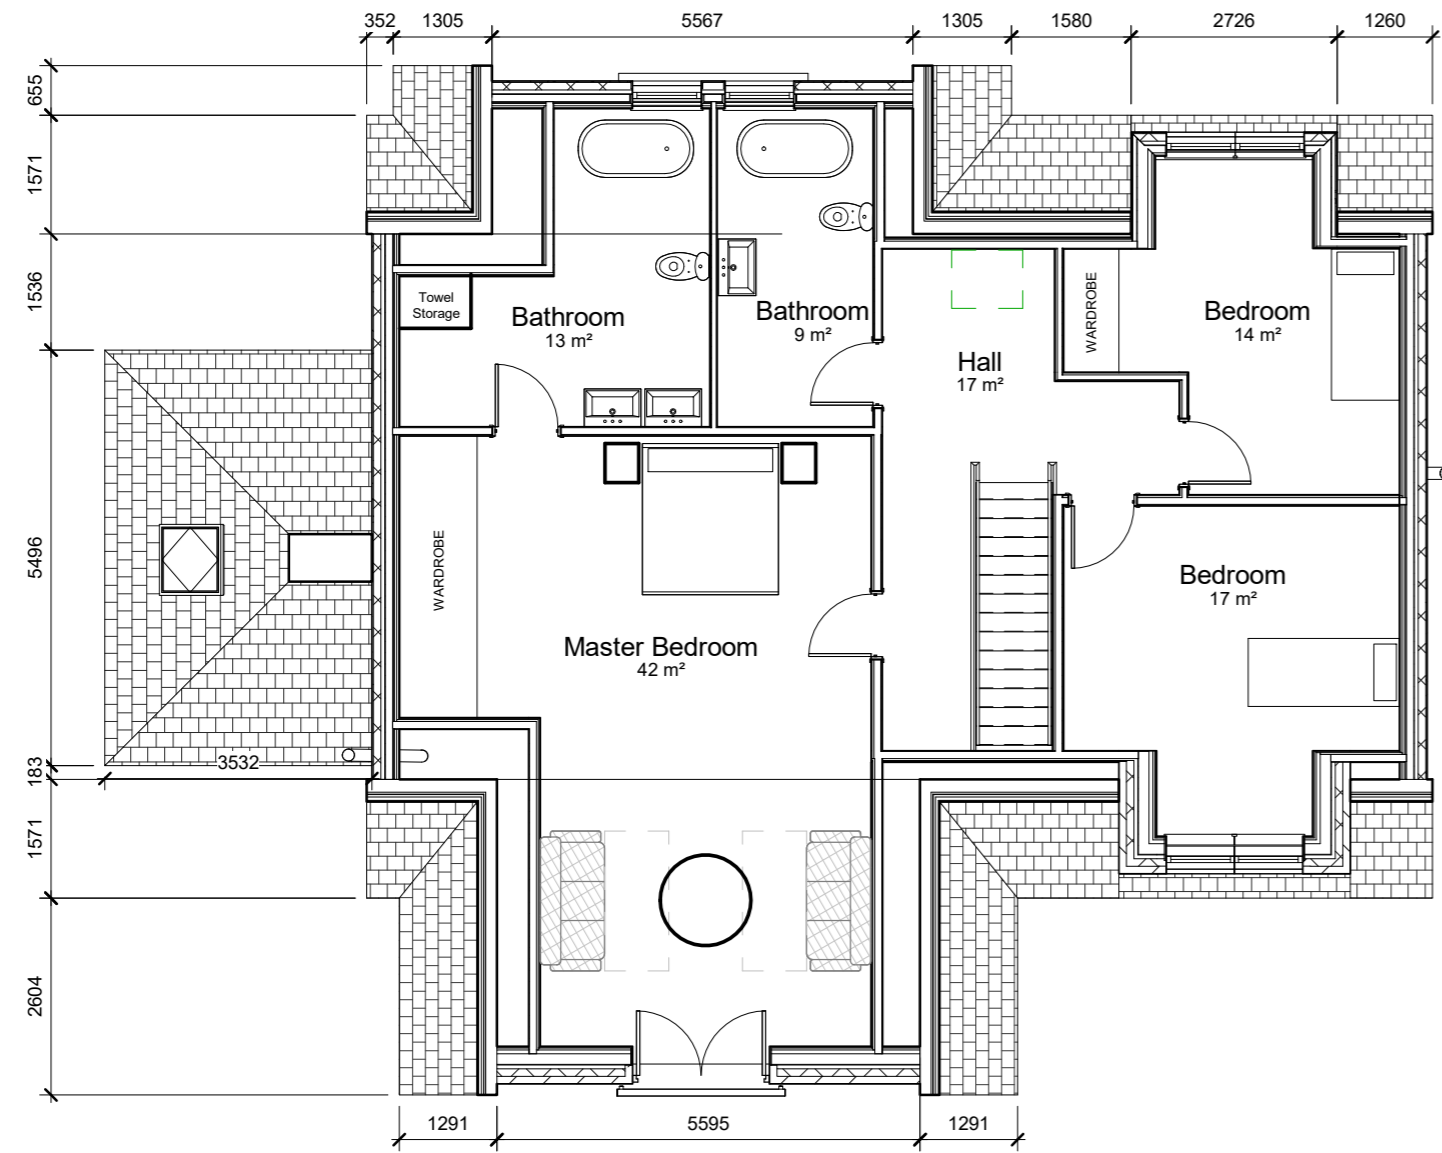 352 1305 5567 1305 1580 2726 1260
655
1571
1536
5496
183
1571
2604
Towel
Storage
Bathroom
13 m²
Bathroom
9 m²
Hall
17 m²
WARDROBE
Bedroom
14 m²
WARDROBE
Master Bedroom
42 m²
Bedroom
17 m²
3532
1291 5595 1291